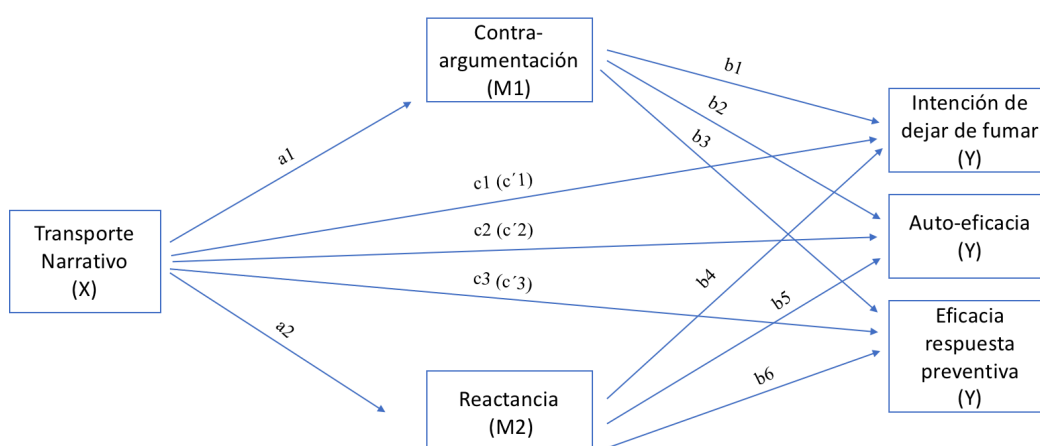 Contra-
argumentación
(M1)
b1
b2
b3
Intención de
dejar de fumar
(Y)
a1
c1 (c´1)
Transporte
Narrativo
(X)
c2 (c´2)
Auto-eficacia
(Y)
c3 (c´3)
b4
b5
a2
Eficacia
respuesta
preventiva
(Y)
b6
Reactancia
(M2)